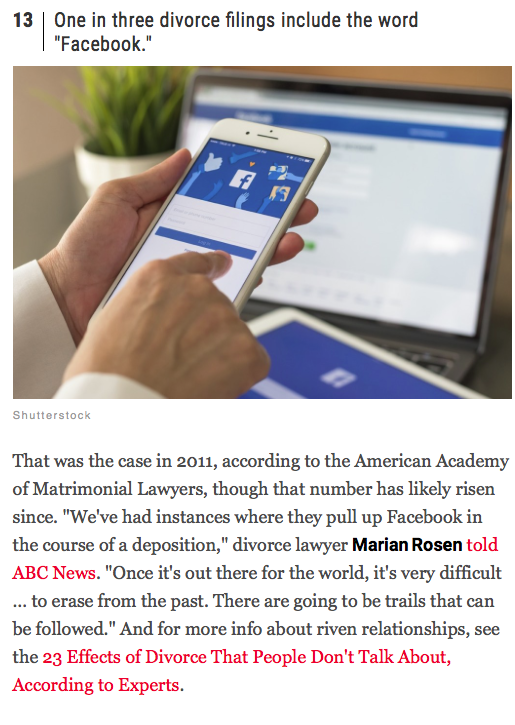 13 One in three divorce filings include the word
"Facebook."
f
Shutterstock
That was the case in 2011, according to the American Academy
of Matrimonial Lawyers, though that number has likely risen
since. "We've had instances where they pull up Facebook in
the course of a deposition," divorce lawyer Marian Rosen told
ABC News. "Once it's out there for the world, it's very difficult
... to erase from the past. There are going to be trails that can
be followed." And for more info about riven relationships, see
the 23 Effects of Divorce That People Don't Talk About,
According to Experts.